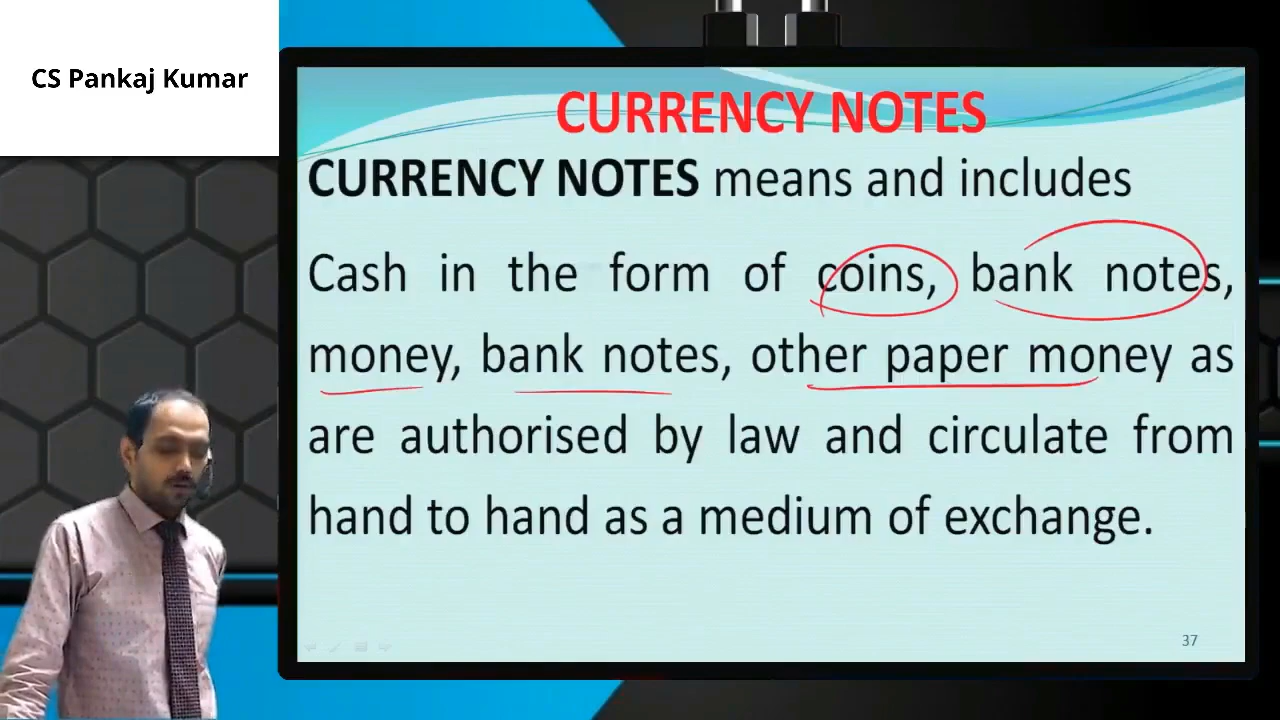 CS Pankaj Kumar
CURRENCY NOTES
CURRENCY NOTES means and includes
Cash in the form of coins, bank notes,
money, bank notes, other paper money as
are authorised by law and circulate from
hand to hand as a medium of exchange.
37